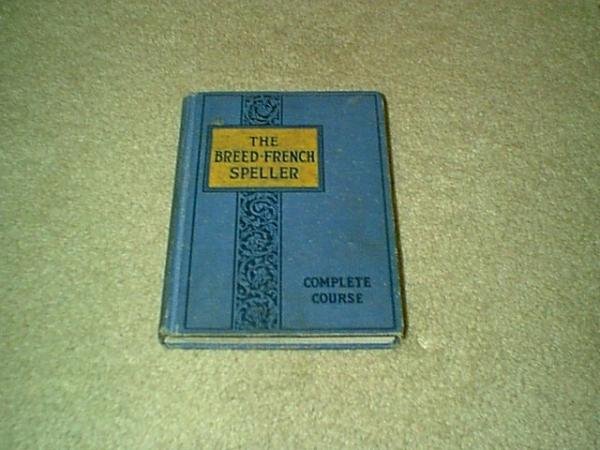 THE
BREED-FRENCH
SPELLER
COMPLETE
COURSE